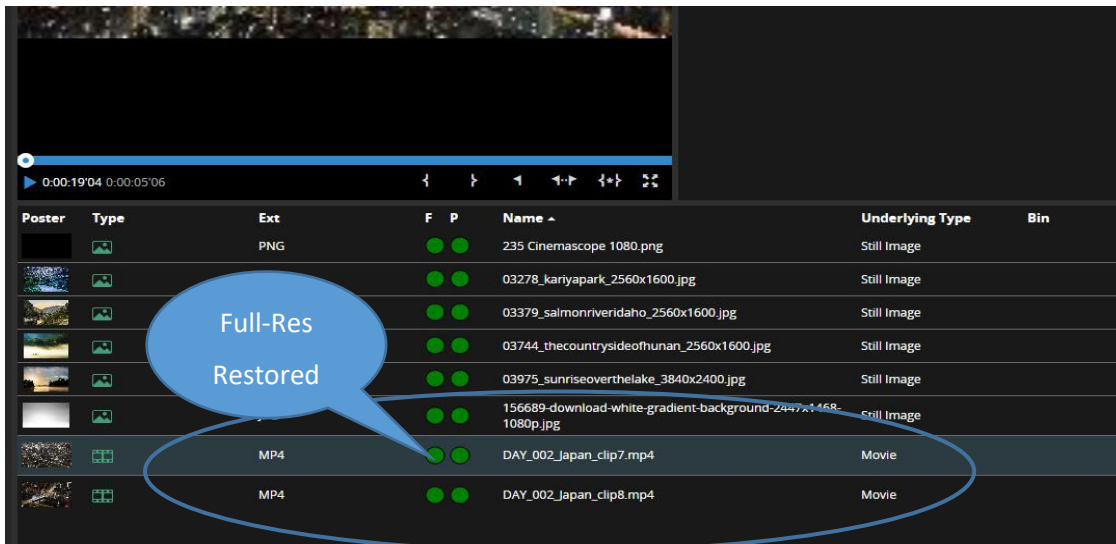 0:00:19'04 0:00:05'06
Poster Type Ext F P Name Underlying Type Bin
PNG 235 Cinemascope 1080.png Still Image
03278_kariyapark_2560x1600.jpg Still Image
03379_salmonriveridaho_2560x1600.jpg Still Image
Full-Res
Restored
03744_thecountrysideofhunan_2560x1600.jpg Still Image
03975_sunriseoverthelake_3840x2400.jpg Still Image
156689-download-white-gradient-background-2447x1468-
1080p.jpg Still Image
MP4 DAY_002_Japan_clip7.mp4 Movie
MP4 DAY_002_Japan_clip8.mp4 Movie